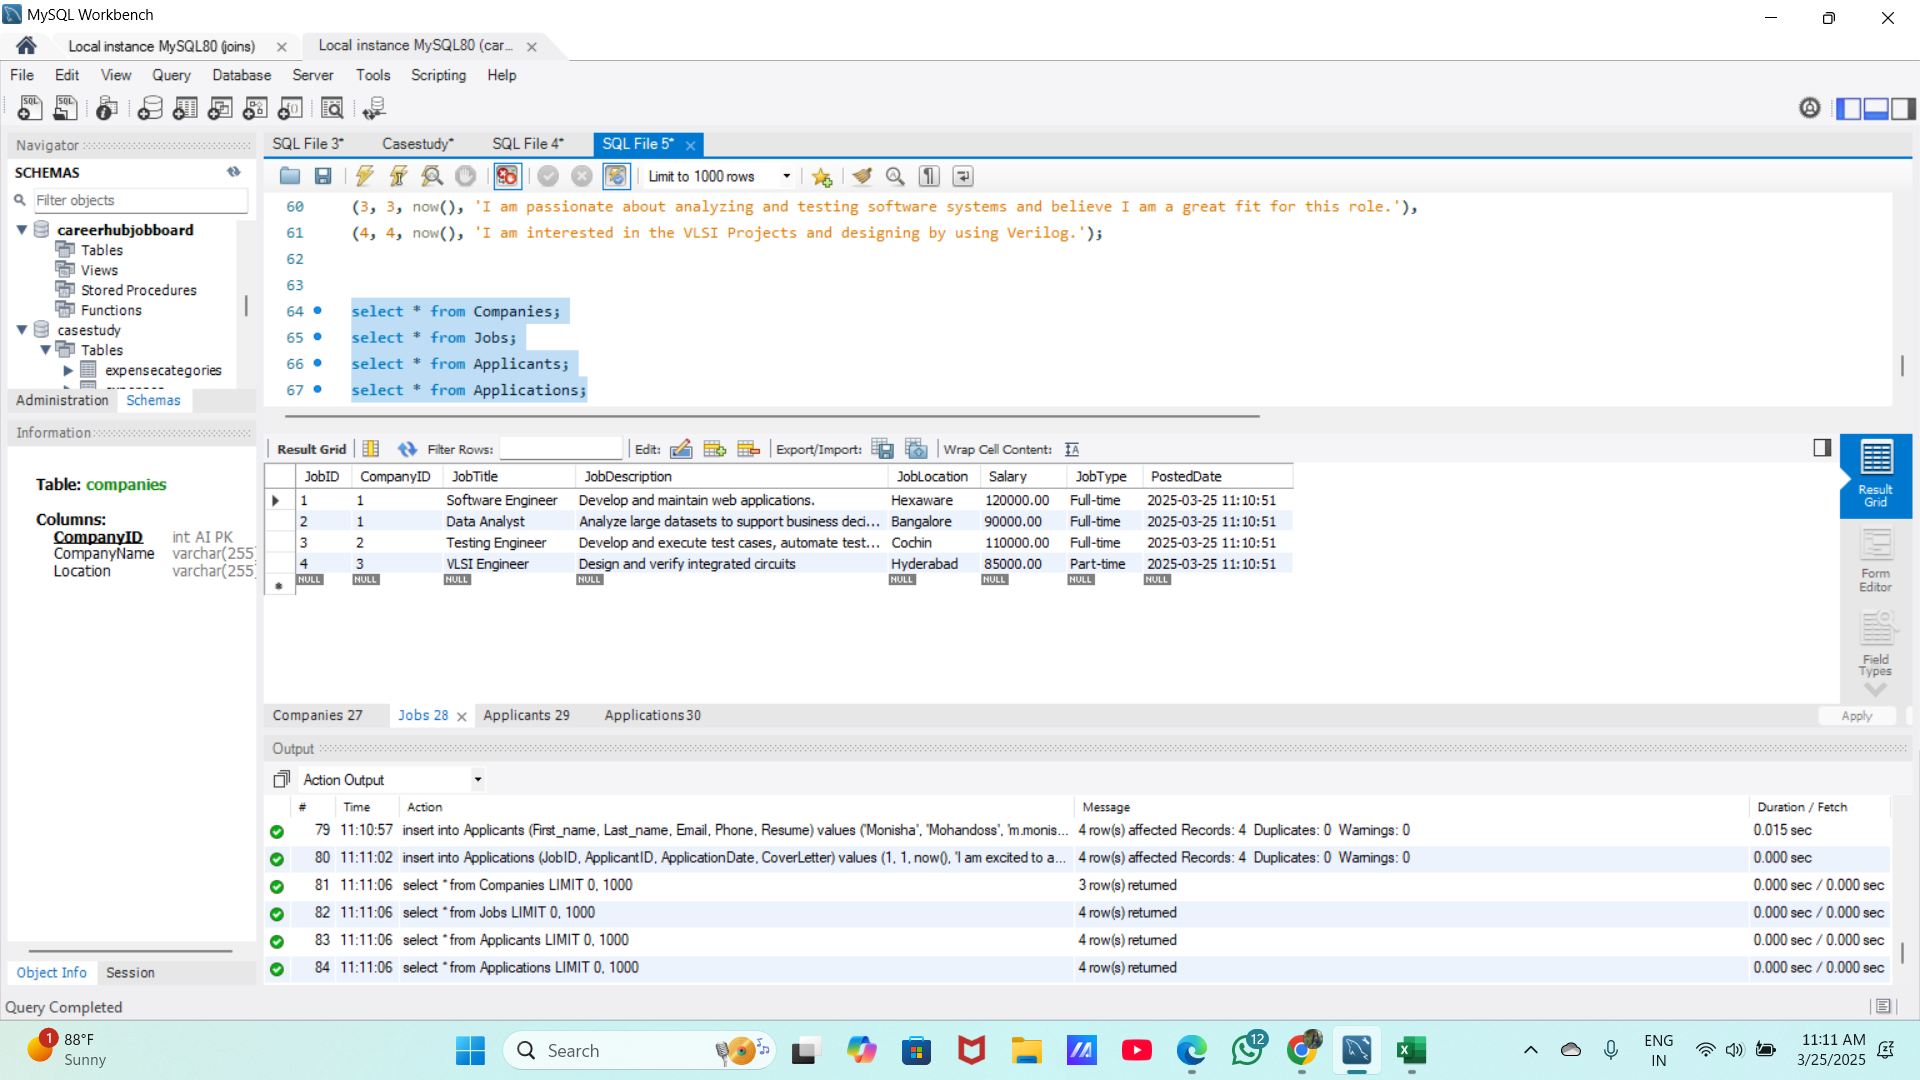 MySQL Workbench
Local instance MySQL80 (joins)
Local instance MySQL80 (car...
File Edit View Query Database Server Tools Scripting Help
Navigator
SCHEMAS
Filter objects
careerhubjobboard
Tables
Views
Stored Procedures
Functions
casestudy
Tables
expensecategories
Administration Schemas
Information
Table: companies
Columns:
CompanyID int AI PK
CompanyName varchar(255)
Location varchar(255)
Object Info Session
SQL File 3* Casestudy* SQL File 4* SQL File 5*
Limit to 1000 rows
60 (3, 3, now(), 'I am passionate about analyzing and testing software systems and believe I am a great fit for this role.'),
61 (4, 4, now(), 'I am interested in the VLSI Projects and designing by using Verilog.');
62
63
64 select * from Companies;
65 select * from Jobs;
66 select * from Applicants;
67 select * from Applications;
Result Grid Filter Rows: Edit: Export/Import: Wrap Cell Content:
JobID CompanyID JobTitle JobDescription JobLocation Salary JobType PostedDate
1 1 Software Engineer Develop and maintain web applications. Hexaware 120000.00 Full-time 2025-03-25 11:10:51
2 1 Data Analyst Analyze large datasets to support business deci... Bangalore 90000.00 Full-time 2025-03-25 11:10:51
3 2 Testing Engineer Develop and execute test cases, automate test... Cochin 110000.00 Full-time 2025-03-25 11:10:51
4 3 VLSI Engineer Design and verify integrated circuits Hyderabad 85000.00 Part-time 2025-03-25 11:10:51
NULL NULL NULL NULL NULL NULL NULL NULL
Result
Grid
Form
Editor
Field
Types
Companies 27 Jobs 28 Applicants 29 Applications 30
Apply
Output
Action Output
# Time Action Message Duration / Fetch
79 11:10:57 insert into Applicants (First_name, Last_name, Email, Phone, Resume) values ('Monisha', 'Mohandoss', 'm.monis... 4 row(s) affected Records: 4 Duplicates: 0 Warnings: 0 0.015 sec
80 11:11:02 insert into Applications (JobID, ApplicantID, ApplicationDate, CoverLetter) values (1, 1, now(), 'I am excited to a... 4 row(s) affected Records: 4 Duplicates: 0 Warnings: 0 0.000 sec
81 11:11:06 select * from Companies LIMIT 0, 1000 3 row(s) returned 0.000 sec / 0.000 sec
82 11:11:06 select * from Jobs LIMIT 0, 1000 4 row(s) returned 0.000 sec / 0.000 sec
83 11:11:06 select * from Applicants LIMIT 0, 1000 4 row(s) returned 0.000 sec / 0.000 sec
84 11:11:06 select * from Applications LIMIT 0, 1000 4 row(s) returned 0.000 sec / 0.000 sec
Query Completed
1
88°F
Sunny
Search
12
ENG
IN
11:11 AM
3/25/2025